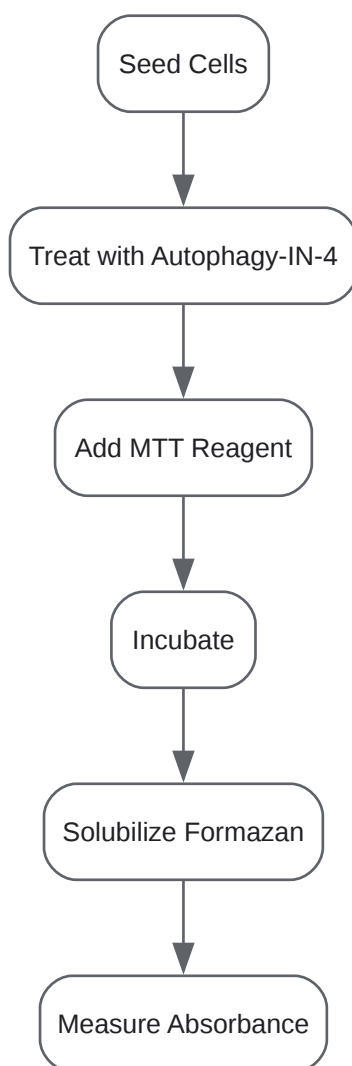 Seed Cells
Treat with Autophagy-IN-4
Add MTT Reagent
Incubate
Solubilize Formazan
Measure Absorbance